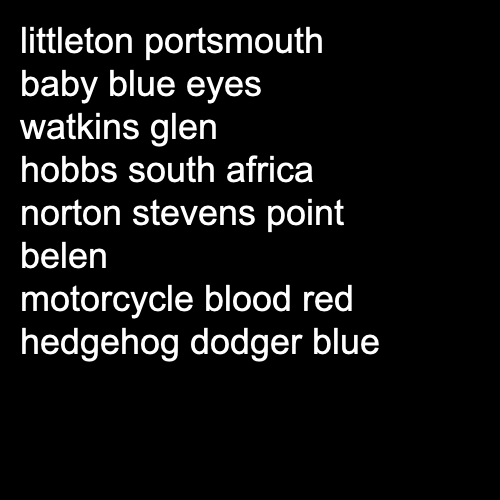 littleton portsmouth
baby blue eyes
watkins glen
hobbs south africa
norton stevens point
belen
motorcycle blood red
hedgehog dodger blue